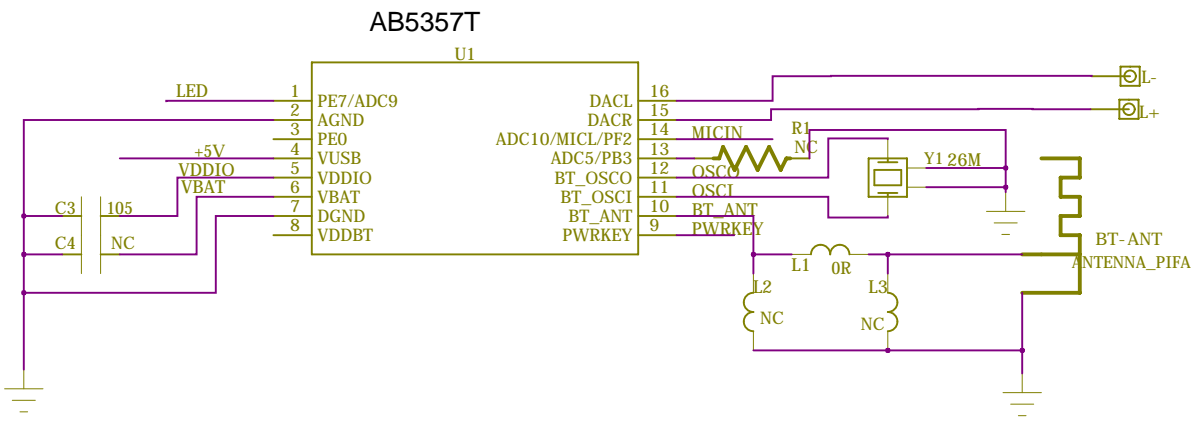 AB5357T
U1
LED 1 PE7/ADC9 DACL 16 L-
2 AGND DACR 15 L+
3 PE0 ADC10/MICL/PF2 14 MICIN R1
+5V 4 VUSB ADC5/PB3 13 NC
VDDIO 5 VDDIO BT_OSCO 12 OSCO Y1 26M
VBAT 6 VBAT BT_OSCI 11 OSCI
C3 105 7 DGND BT_ANT 10 BT_ANT
C4 NC 8 VDDBT PWRKEY 9 PWRKEY
BT-ANT
ANTENNA_PIFA
L1 0R
L2 L3
NC NC